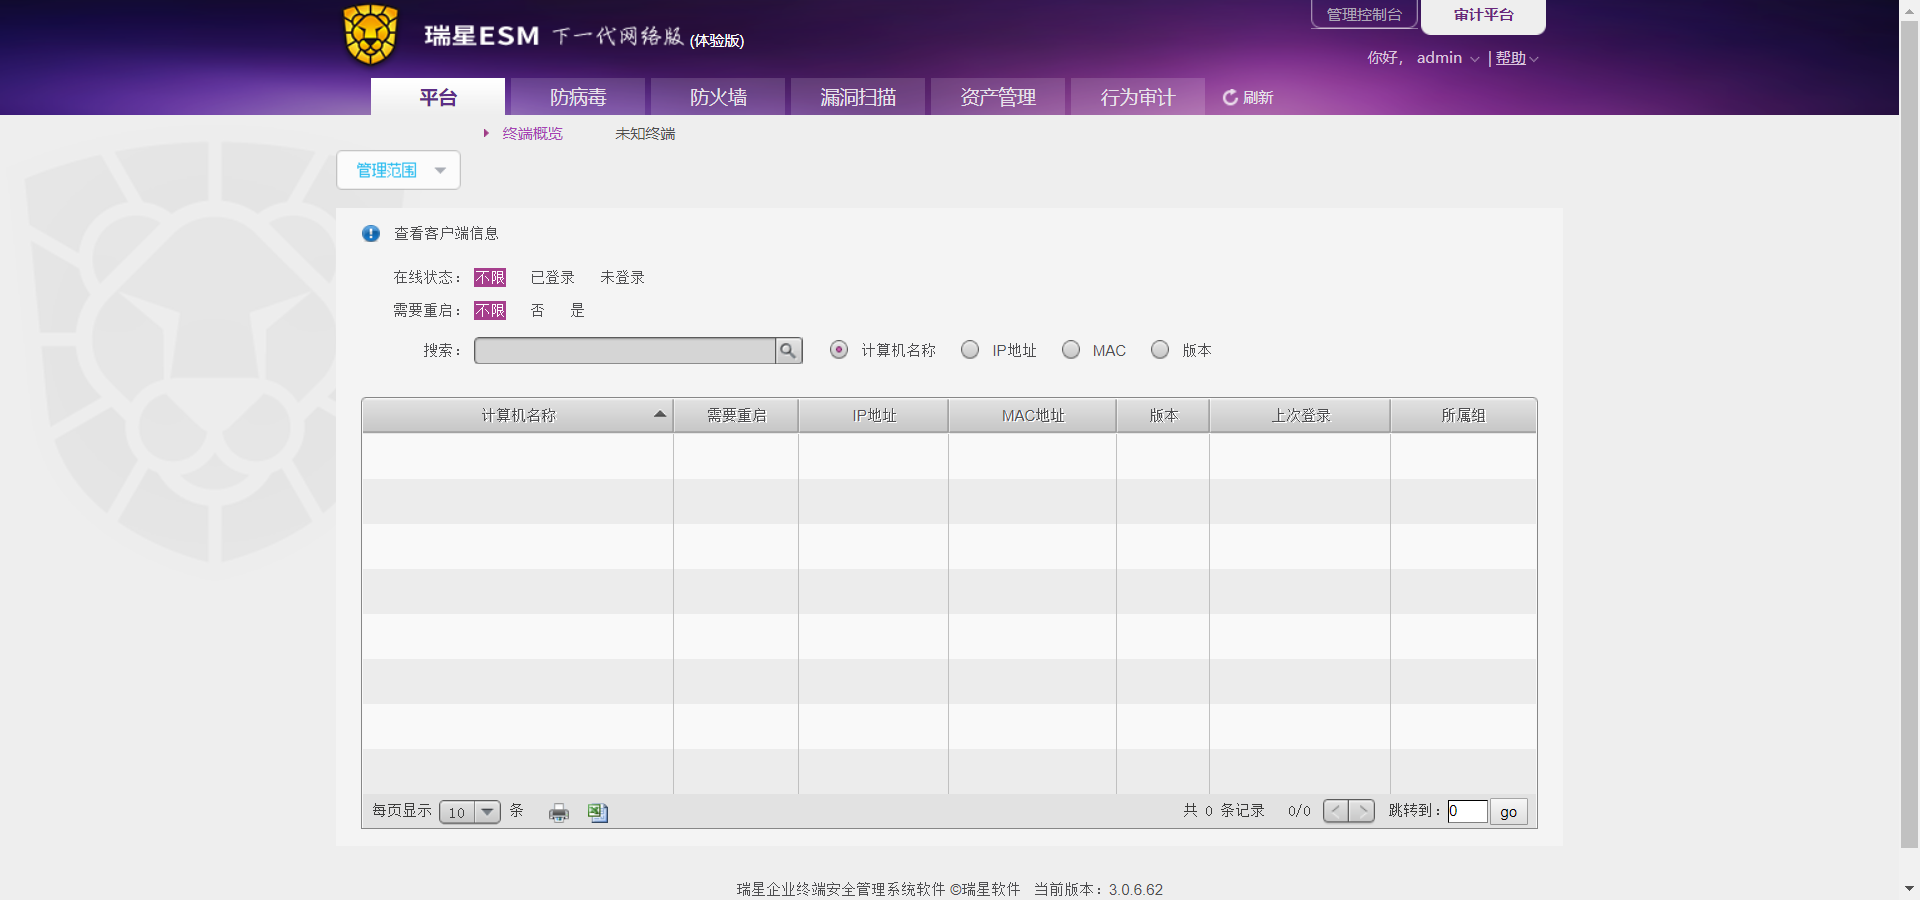 管理控制台 审计平台
瑞星ESM 下一代网络版 (体验版)
你好， admin | 帮助
平台 防病毒 防火墙 漏洞扫描 资产管理 行为审计 刷新
终端概览 未知终端
管理范围
查看客户端信息
在线状态： 不限 已登录 未登录
需要重启： 不限 否 是
搜索： 计算机名称 IP地址 MAC 版本
计算机名称 需要重启 IP地址 MAC地址 版本 上次登录 所属组
每页显示 10 条 共 0 条记录 0/0 < > 跳转到： 0 go
瑞星企业终端安全管理系统软件 ©瑞星软件 当前版本：3.0.6.62